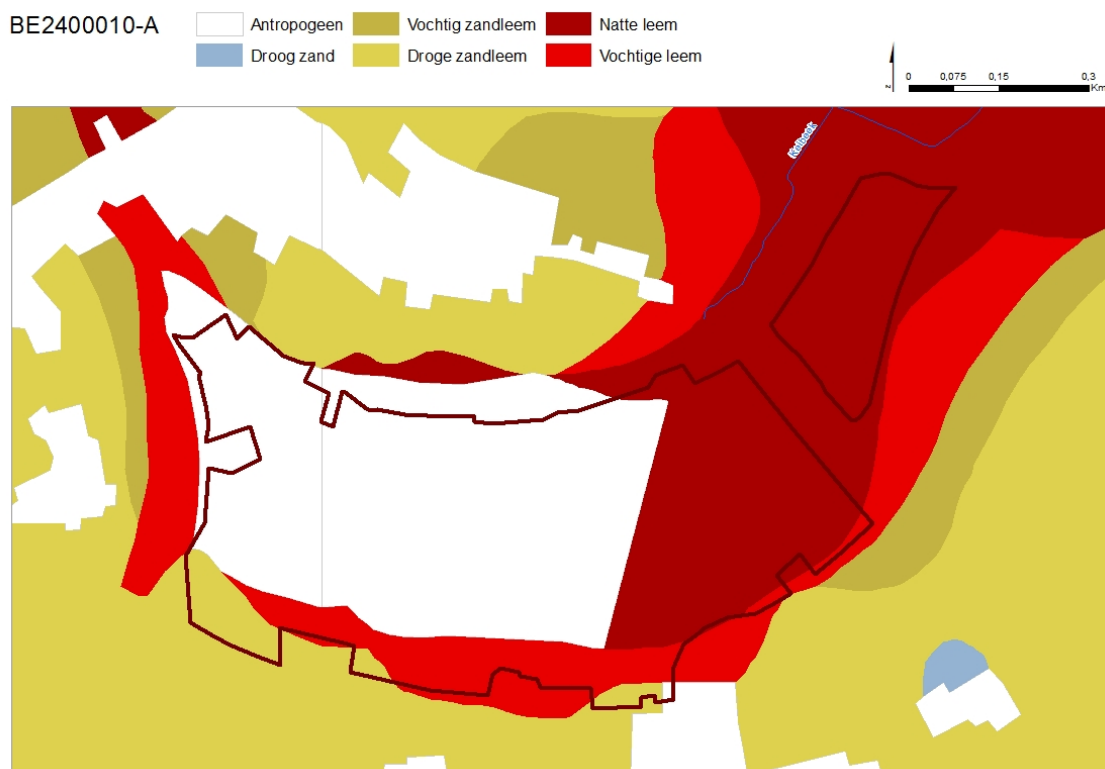 BE2400010-A
Antropogeen
Vochtig zandleem
Natte leem
Droog zand
Droge zandleem
Vochtige leem
z
0 0,075 0,15 0,3
Km